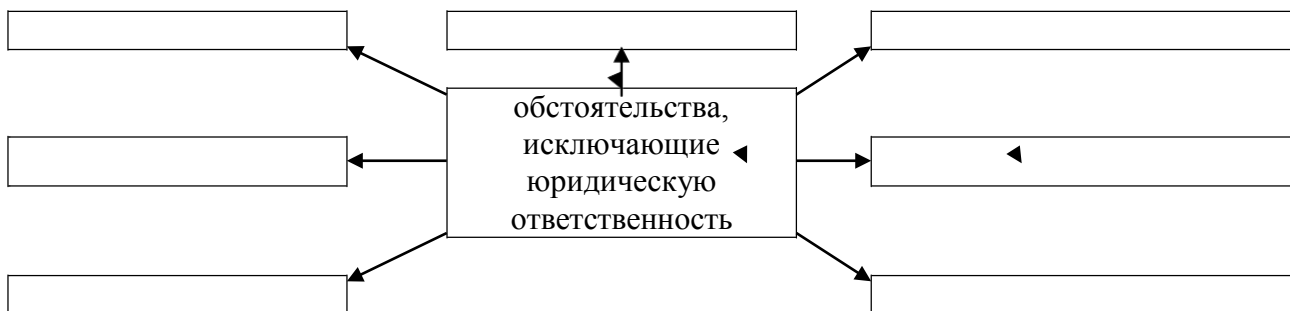 обстоятельства,
исключающие
юридическую
ответственность